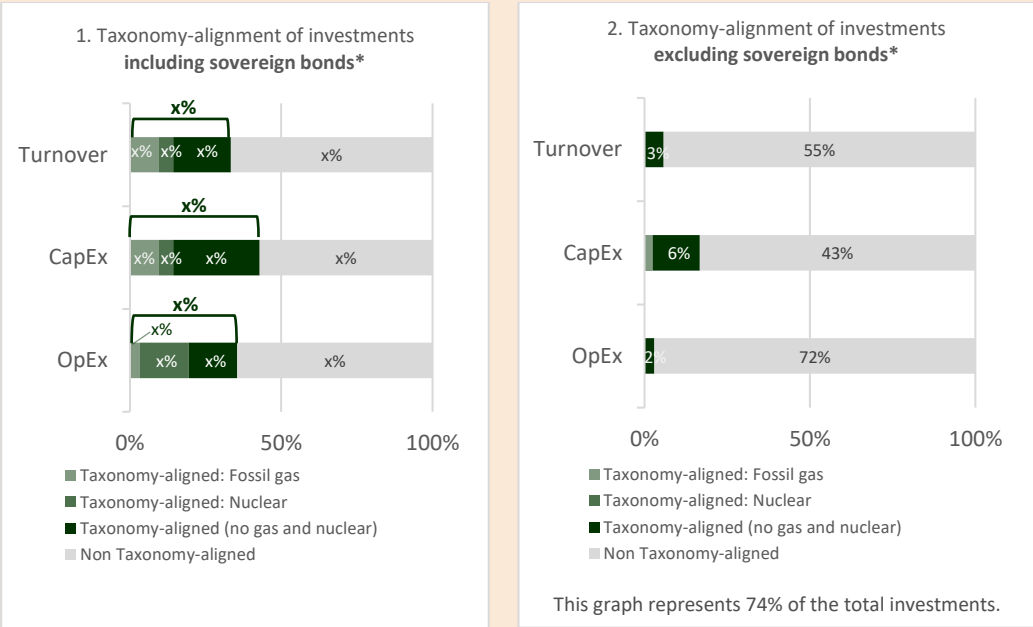 1. Taxonomy-alignment of investments
including sovereign bonds*
x%
Turnover
x% x% x% x%
x%
CapEx
x% x% x% x%
x%
x%
OpEx
x% x% x%
0% 50% 100%
Taxonomy-aligned: Fossil gas
Taxonomy-aligned: Nuclear
Taxonomy-aligned (no gas and nuclear)
Non Taxonomy-aligned
2. Taxonomy-alignment of investments
excluding sovereign bonds*
Turnover 3% 55%
CapEx 6% 43%
OpEx 2% 72%
0% 50% 100%
Taxonomy-aligned: Fossil gas
Taxonomy-aligned: Nuclear
Taxonomy-aligned (no gas and nuclear)
Non Taxonomy-aligned
This graph represents 74% of the total investments.